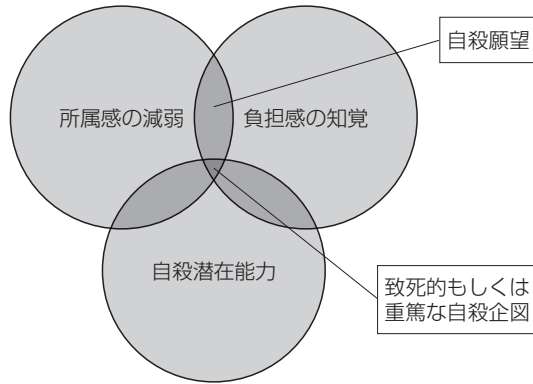 自殺願望
所属感の減弱
負担感の知覚
自殺潜在能力
致死的もしくは
重篤な自殺企図